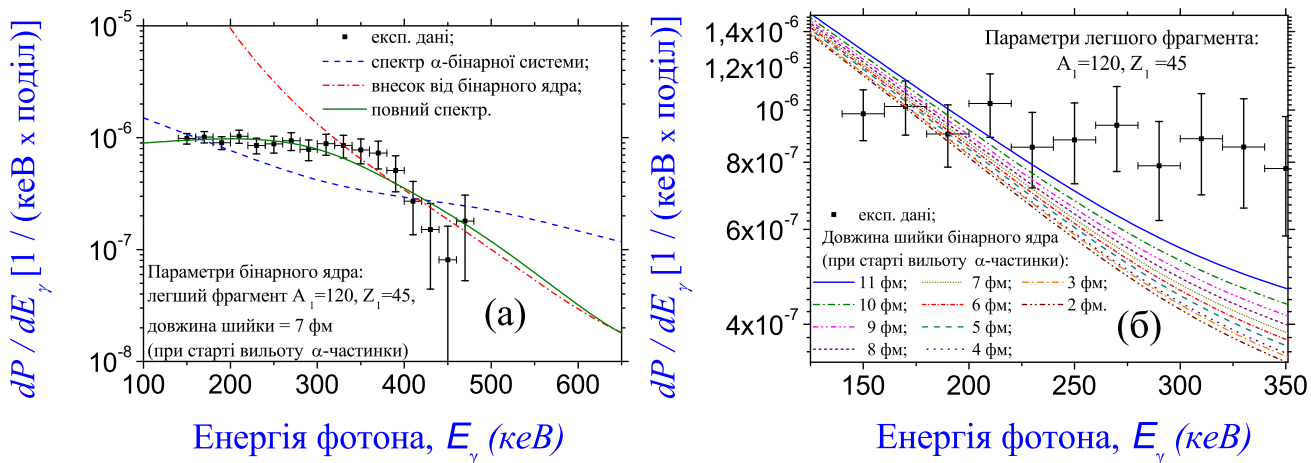 dP / dE_γ [1 / (кеВ x поділ)]
10^-5
10^-6
10^-7
10^-8
100 200 300 400 500 600
експ. дані;
спектр α-бінарної системи;
внесок від бінарного ядра;
повний спектр.
Параметри бінарного ядра:
легший фрагмент A_1=120, Z_1=45,
довжина шийки = 7 фм
(при старті вильоту α-частинки)
(а)
Енергія фотона, E_γ (кеВ)
dP / dE_γ [1 / (кеВ x поділ)]
1,4x10^-6
1,2x10^-6
10^-6
8x10^-7
6x10^-7
4x10^-7
150 200 250 300 350
Параметри легшого фрагмента:
A_1=120, Z_1=45
експ. дані;
Довжина шийки бінарного ядра
(при старті вильоту α-частинки):
11 фм; 7 фм; 3 фм;
10 фм; 6 фм; 2 фм.
9 фм; 5 фм;
8 фм; 4 фм;
(б)
Енергія фотона, E_γ (кеВ)